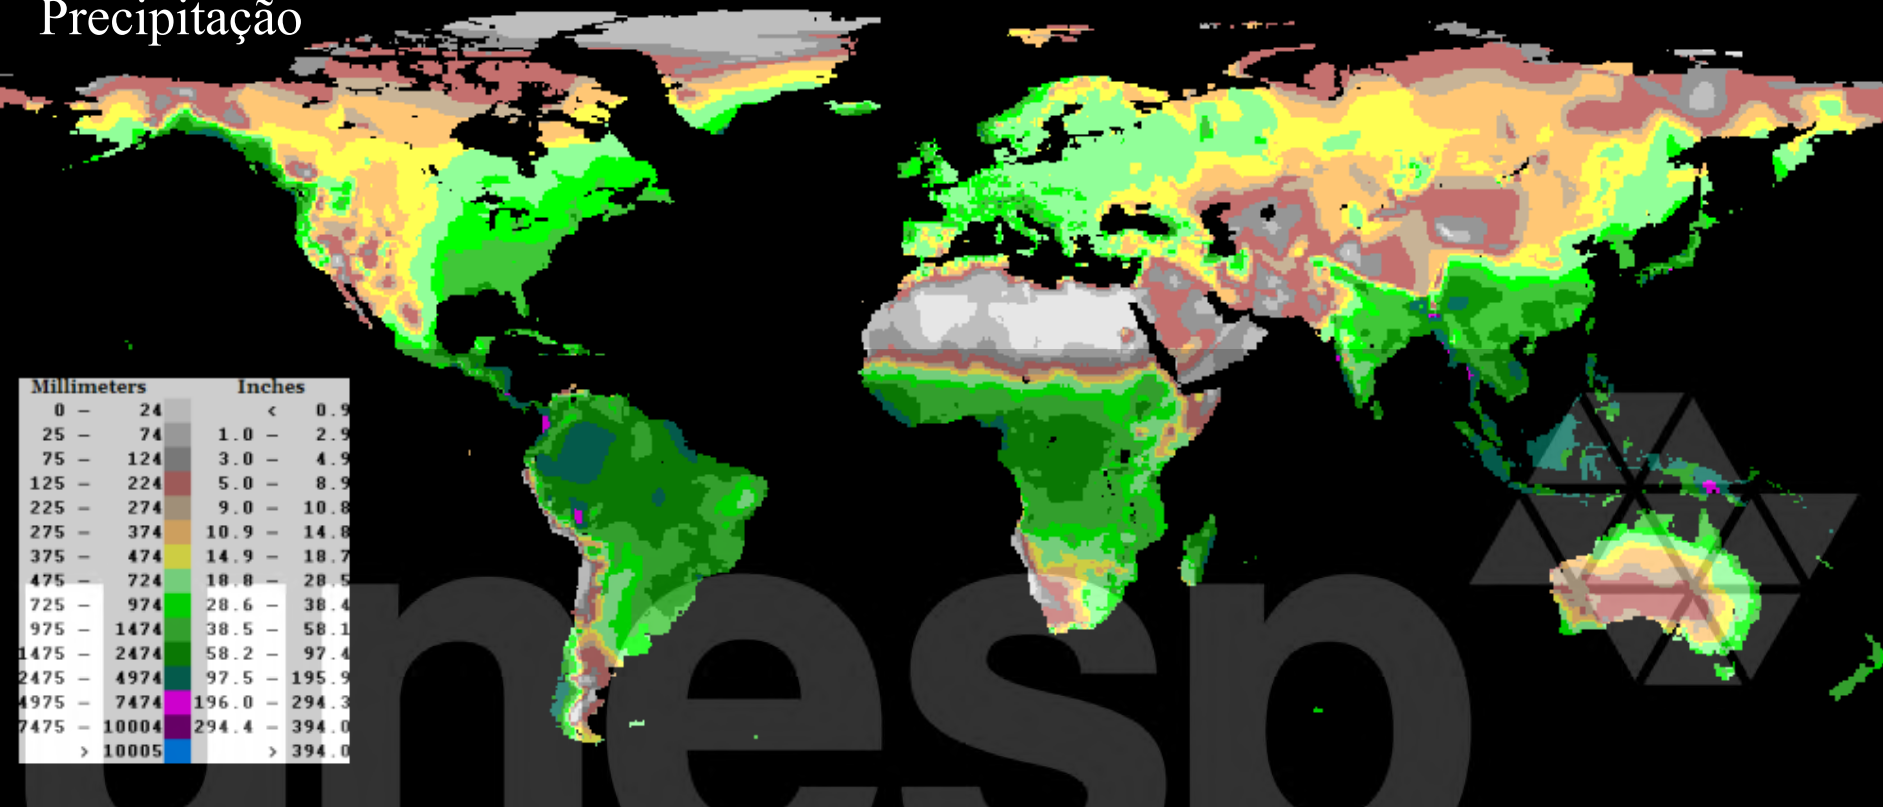 Precipitação
Millimeters Inches
0 - 24 < 0.9
25 - 74 1.0 - 2.9
75 - 124 3.0 - 4.9
125 - 224 5.0 - 8.9
225 - 274 9.0 - 10.8
275 - 374 10.9 - 14.8
375 - 474 14.9 - 18.7
475 - 724 18.8 - 28.5
725 - 974 28.6 - 38.4
975 - 1474 38.5 - 58.1
1475 - 2474 58.2 - 97.4
2475 - 4974 97.5 - 195.9
4975 - 7474 196.0 - 294.3
7475 - 10004 294.4 - 394.0
> 10005 > 394.0
unesp